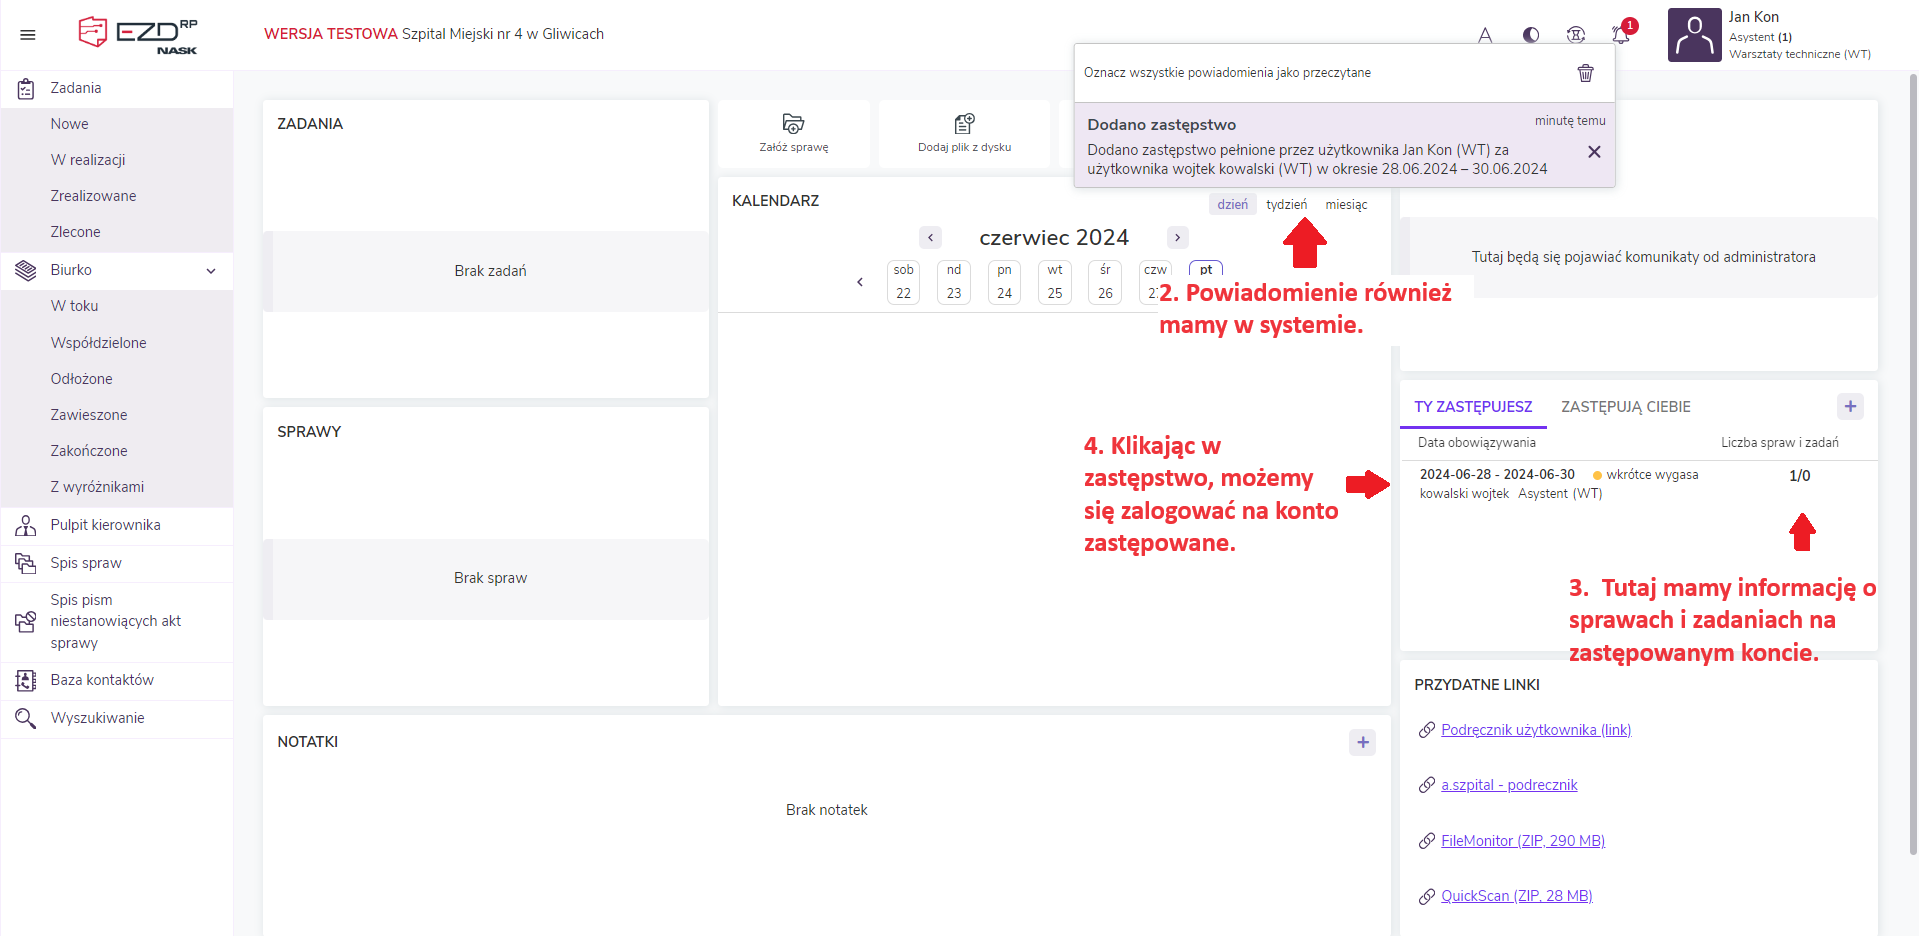 EZD RP
NASK
WERSJA TESTOWA Szpital Miejski nr 4 w Gliwicach
A
1
Jan Kon
Asystent (1)
Warsztaty techniczne (WT)
Zadania
Nowe
W realizacji
Zrealizowane
Zlecone
Biurko
W toku
Współdzielone
Odłożone
Zawieszone
Zakończone
Z wyróżnikami
Pulpit kierownika
Spis spraw
Spis pism
niestanowiących akt
sprawy
Baza kontaktów
Wyszukiwanie
ZADANIA
Brak zadań
SPRAWY
Brak spraw
Załóż sprawę
Dodaj plik z dysku
Oznacz wszystkie powiadomienia jako przeczytane
Dodano zastępstwo
minutę temu
Dodano zastępstwo pełnione przez użytkownika Jan Kon (WT) za
użytkownika wojtek kowalski (WT) w okresie 28.06.2024 – 30.06.2024
KALENDARZ
dzień tydzień miesiąc
czerwiec 2024
sob nd pn wt śr czw pt
22 23 24 25 26
2. Powiadomienie również
mamy w systemie.
4. Klikając w
zastępstwo, możemy
się zalogować na konto
zastępowane.
Tutaj będą się pojawiać komunikaty od administratora
TY ZASTĘPUJESZ ZASTĘPUJĄ CIEBIE
Data obowiązywania Liczba spraw i zadań
2024-06-28 - 2024-06-30 wkrótce wygasa 1/0
kowalski wojtek Asystent (WT)
3. Tutaj mamy informację o
sprawach i zadaniach na
zastępowanym koncie.
PRZYDATNE LINKI
Podręcznik użytkownika (link)
a.szpital - podrecznik
FileMonitor (ZIP, 290 MB)
QuickScan (ZIP, 28 MB)
NOTATKI
Brak notatek